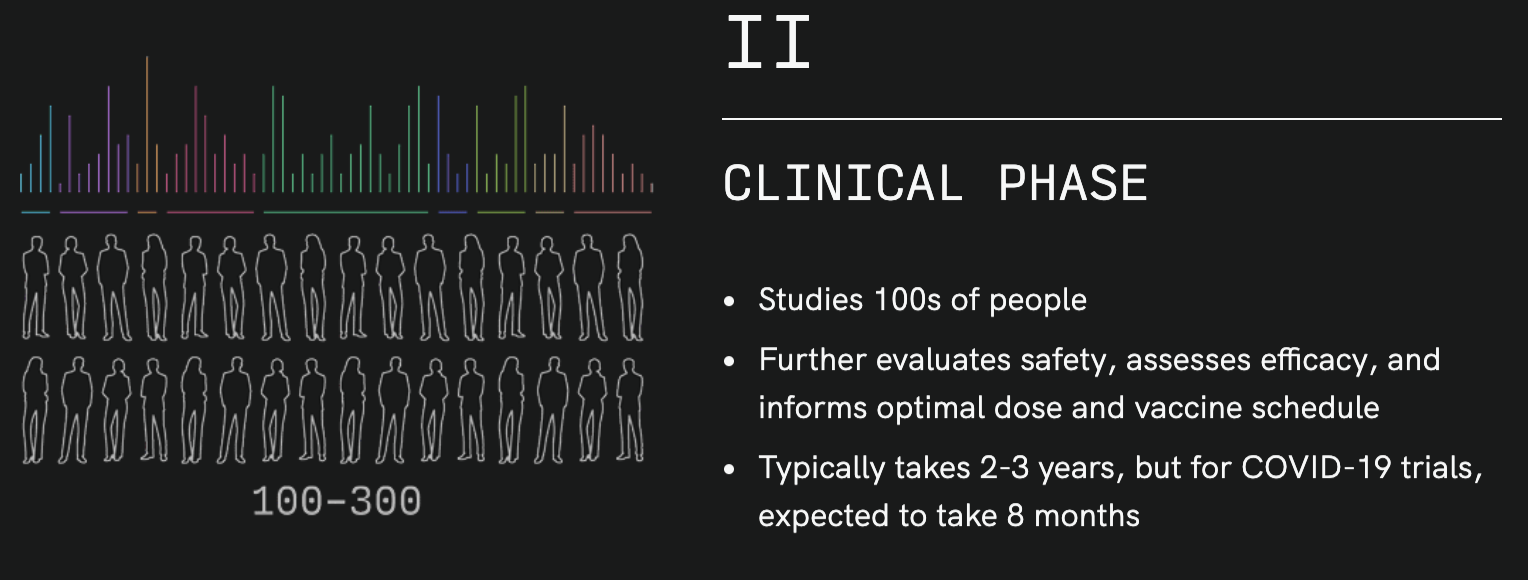 II
CLINICAL PHASE
• Studies 100s of people
• Further evaluates safety, assesses efficacy, and
informs optimal dose and vaccine schedule
• Typically takes 2-3 years, but for COVID-19 trials,
expected to take 8 months
100–300